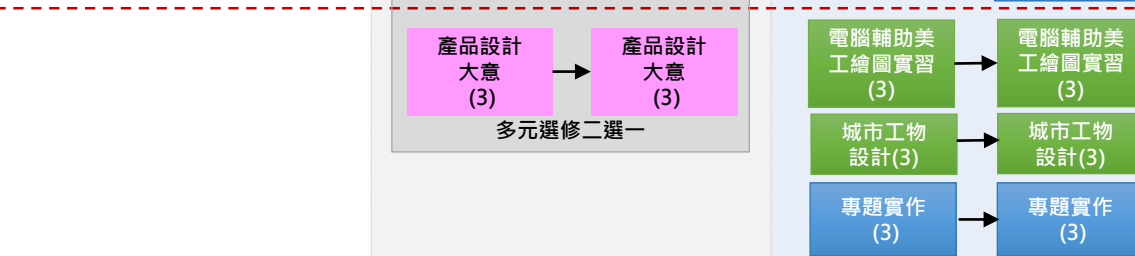 產品設計
大意
(3)
產品設計
大意
(3)
多元選修二選一
電腦輔助美
工繪圖實習
(3)
電腦輔助美
工繪圖實習
(3)
城市工物
設計(3)
城市工物
設計(3)
專題實作
(3)
專題實作
(3)